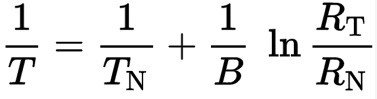 1/T = 1/T_N + 1/B ln R_T/R_N